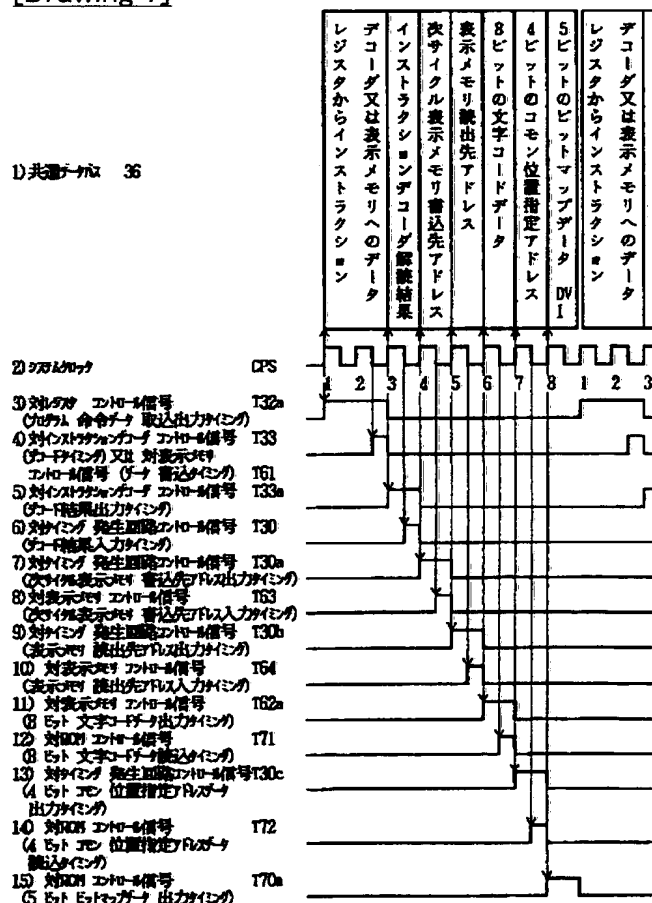 [Drawing 7]
レジスタからインストラクション
デコーダ又は表示メモリへのデータ
インストラクションデコーダ解読結果
次サイクル表示メモリ書込先アドレス
表示メモリ読出先アドレス
8ビットの文字コードデータ
4ビットのコモン位置指定アドレス
5ビットのビットマップデータ DVI
レジスタからインストラクション
デコーダ又は表示メモリへのデータ
1) 共通データバス 36
2) システムクロック CPS
1 2 3 4 5 6 7 8 1 2 3
3) 対レジスタ コントロール信号 T32a
(プログラム 命令データ 取込出力タイミング)
4) 対インストラクションデコーダ コントロール信号 T33
(デコードタイミング) 又は 対表示メモリ
コントロール信号 (データ 書込タイミング) T61
5) 対インストラクションデコーダ コントロール信号 T33a
(デコード結果出力タイミング)
6) 対タイミング 発生回路コントロール信号 T30
(デコード結果入力タイミング)
7) 対タイミング 発生回路コントロール信号 T30a
(次サイクル表示メモリ 書込先アドレス出力タイミング)
8) 対表示メモリ コントロール信号 T63
(次サイクル表示メモリ 書込先アドレス入力タイミング)
9) 対タイミング 発生回路コントロール信号 T30b
(表示メモリ 読出先アドレス出力タイミング)
10) 対表示メモリ コントロール信号 T64
(表示メモリ 読出先アドレス入力タイミング)
11) 対表示メモリ コントロール信号 T62a
(8 ビット 文字コードデータ出力タイミング)
12) 対ROM コントロール信号 T71
(8 ビット 文字コードデータ読込タイミング)
13) 対タイミング 発生回路コントロール信号 T30c
(4 ビット コモン 位置指定アドレスデータ
出力タイミング)
14) 対ROM コントロール信号 T72
(4 ビット コモン 位置指定アドレスデータ
読込タイミング)
15) 対ROM コントロール信号 T70a
(5 ビット ビットマップデータ 出力タイミング)